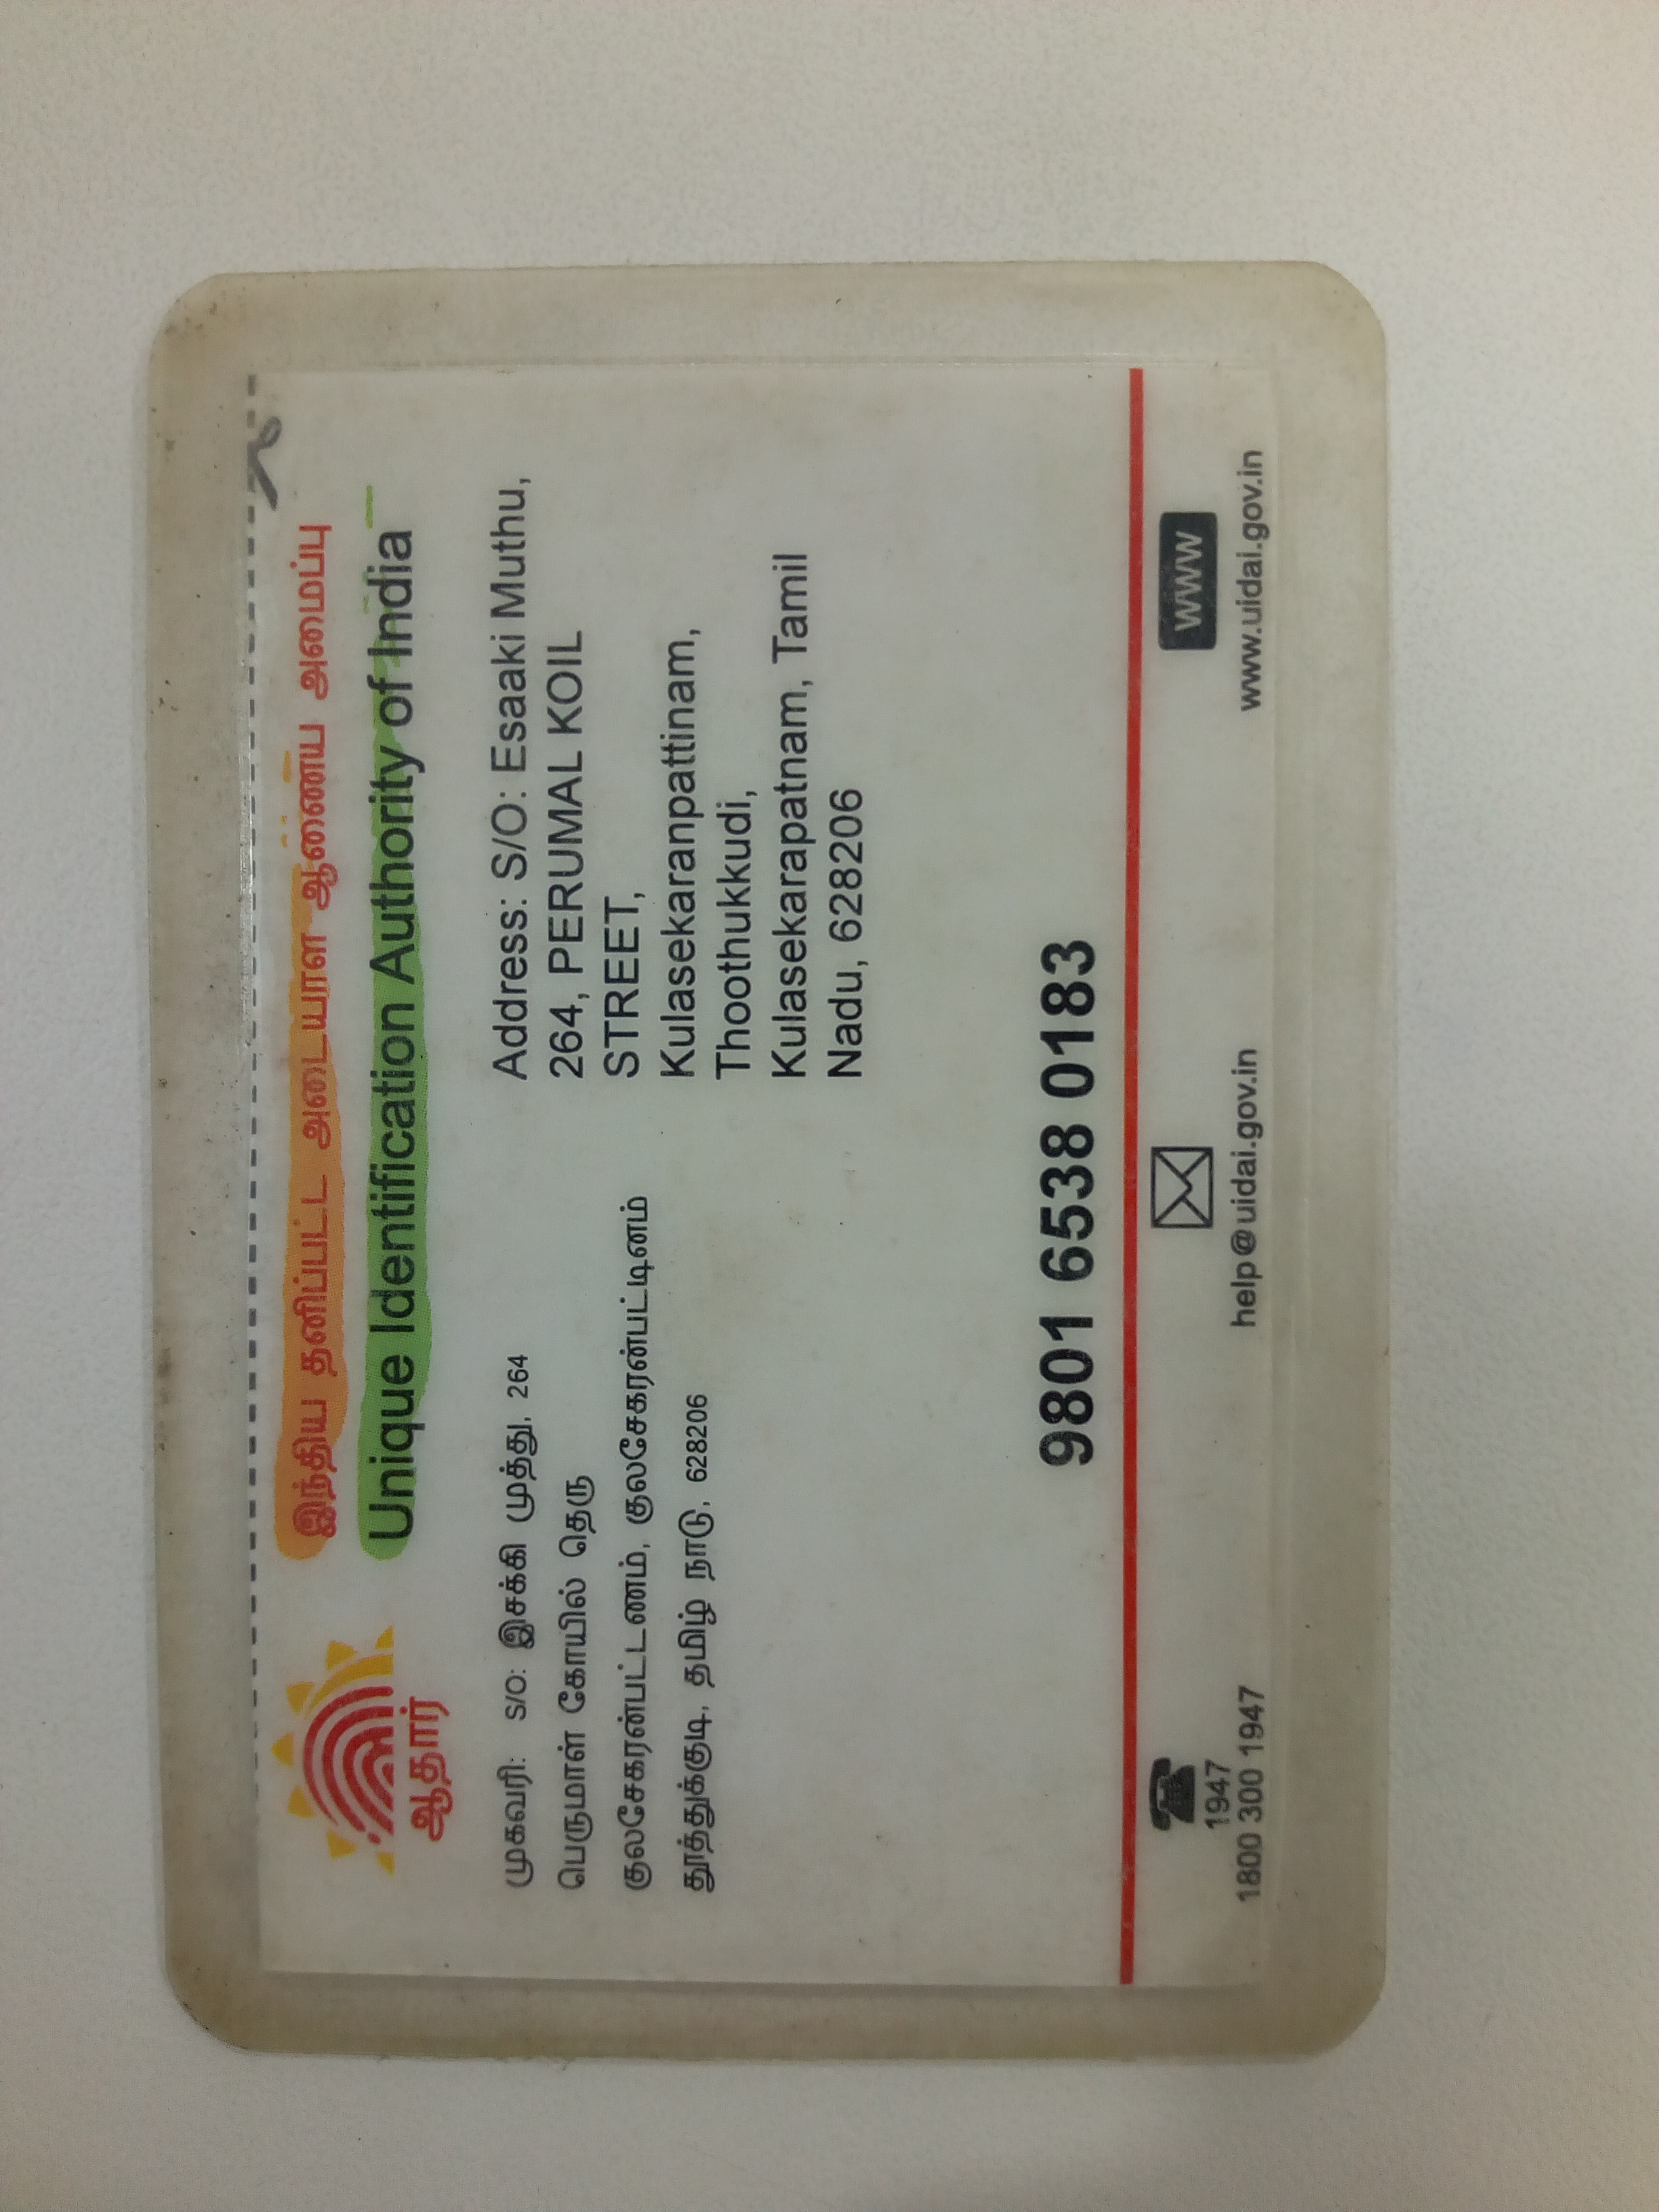 இந்திய தனிப்பட்ட அடையாள ஆணைய அமைப்பு
Unique Identification Authority of India
ஆதார்
முகவரி: S/O: இசக்கி முத்து, 264
பெருமாள் கோயில் தெரு
குலசேகரன்பட்டணம், குலசேகரன்பட்டினம்
தூத்துக்குடி, தமிழ் நாடு, 628206
Address: S/O: Esaaki Muthu,
264, PERUMAL KOIL
STREET,
Kulasekaranpattinam,
Thoothukkudi,
Kulasekarapatnam, Tamil
Nadu, 628206
9801 6538 0183
1947
1800 300 1947
help@uidai.gov.in
WWW
www.uidai.gov.in